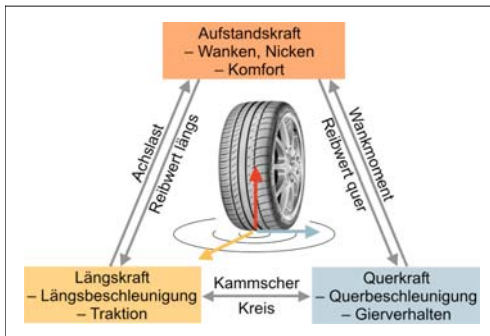 Aufstandskraft
– Wanken, Nicken
– Komfort
Achslast
Reibwert längs
Wankmoment
Reibwert quer
Längskraft
– Längsbeschleunigung
– Traktion
Kammscher
Kreis
Querkraft
– Querbeschleunigung
– Gierverhalten